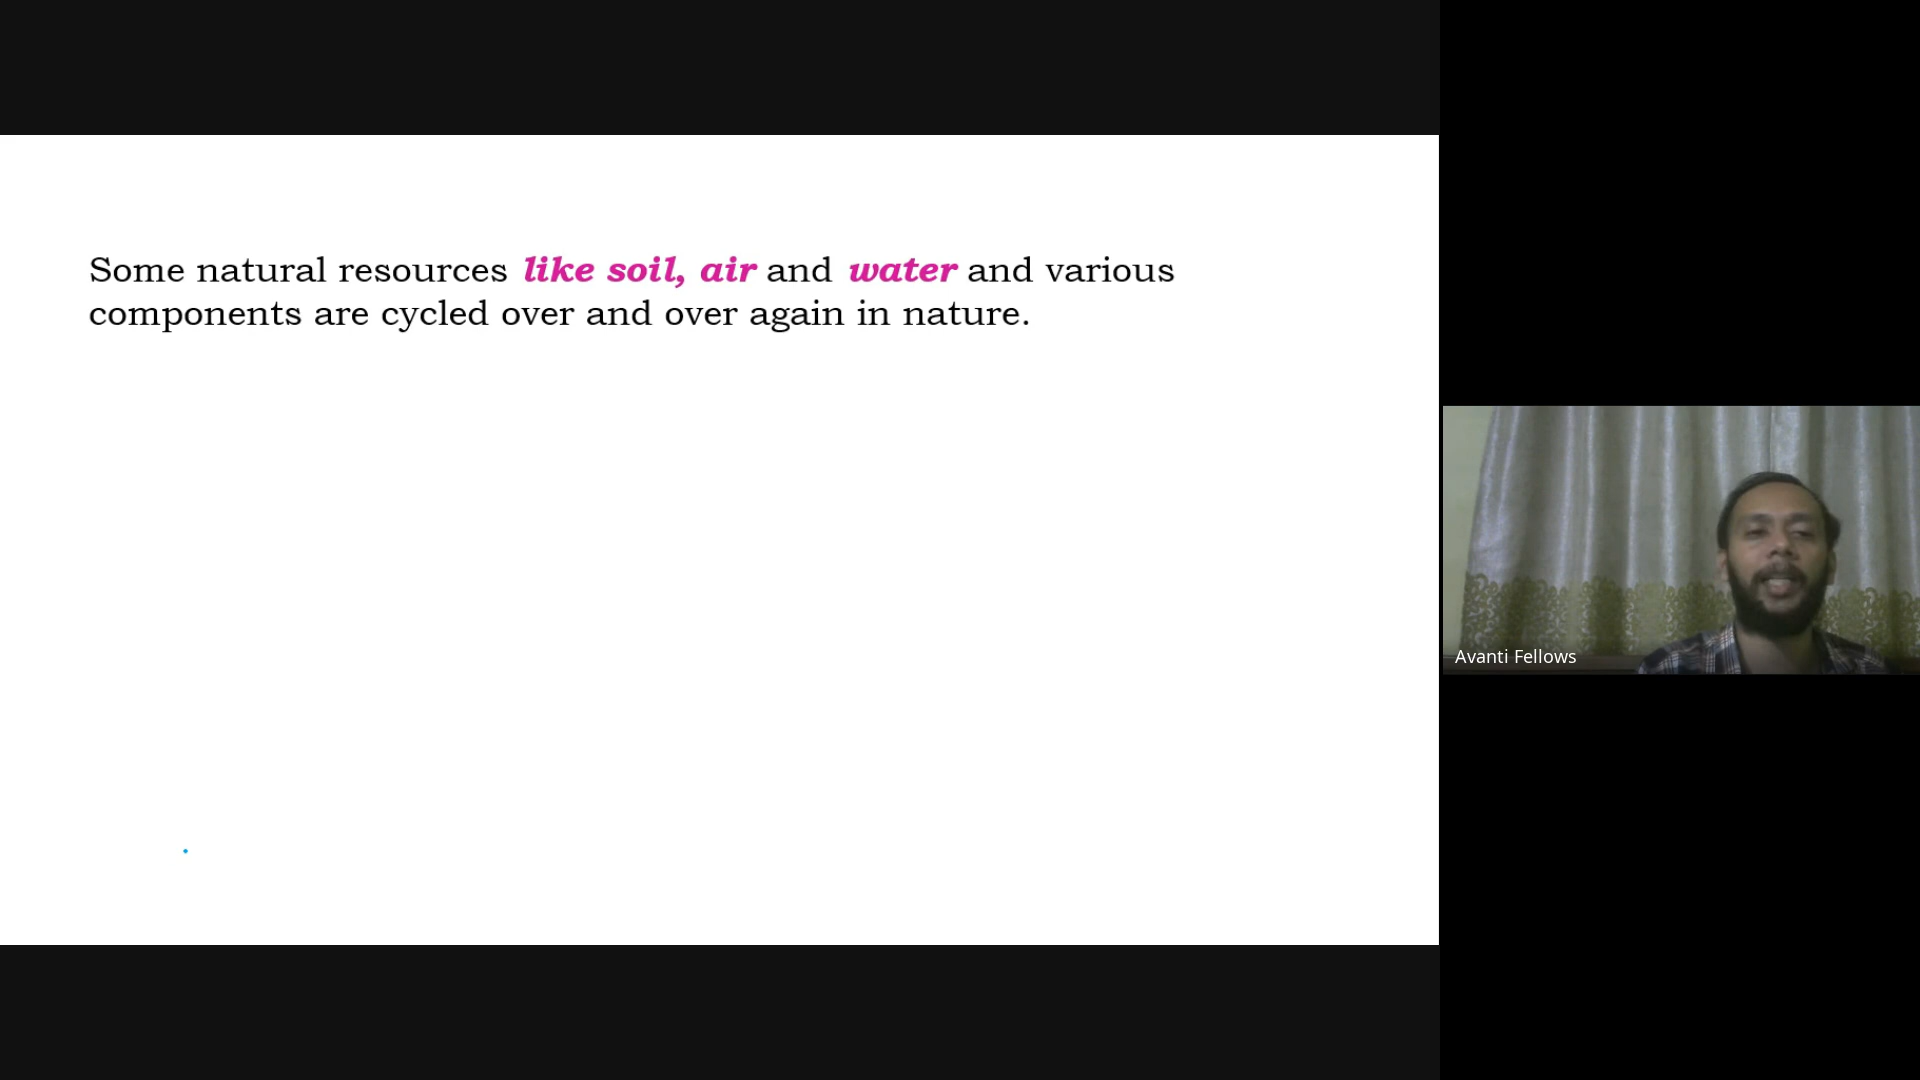 Some natural resources like soil, air and water and various
components are cycled over and over again in nature.
Avanti Fellows